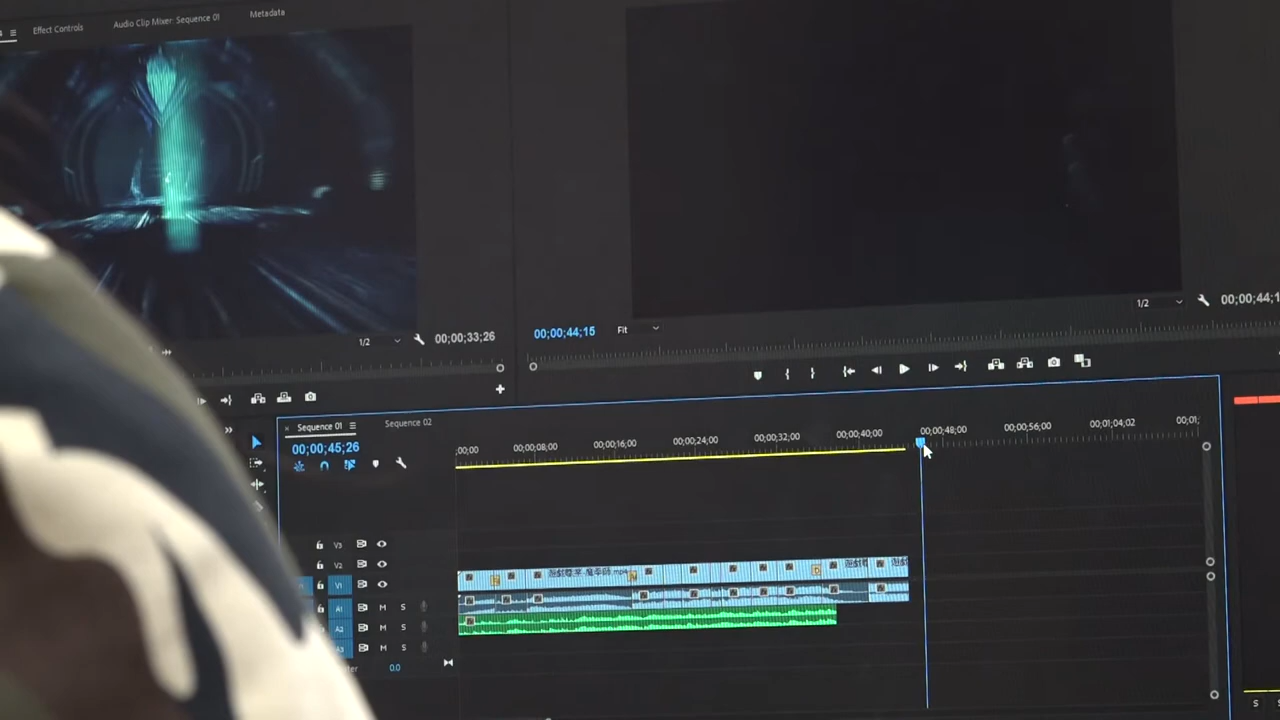 Effect Controls
Audio Clip Mixer: Sequence 01
Metadata
1/2
00;00;33;26
00;00;44;15
Fit
1/2
00;00;44;1
× Sequence 01
Sequence 02
00;00;45;26
;00;00
00;00;08;00
00;00;16;00
00;00;24;00
00;00;32;00
00;00;40;00
00;00;48;00
00;00;56;00
00;01;04;02
00;01;
V3
V2
V1
A1 M S
A2 M S
A3 M S
0.0
S